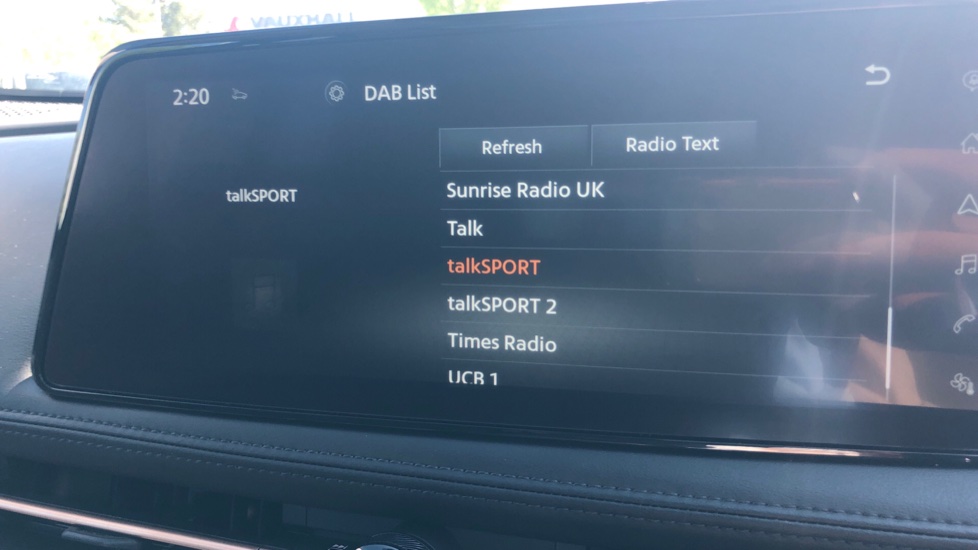 VAUXHALL
2:20
DAB List
Refresh
Radio Text
talkSPORT
Sunrise Radio UK
Talk
talkSPORT
talkSPORT 2
Times Radio
UCB 1